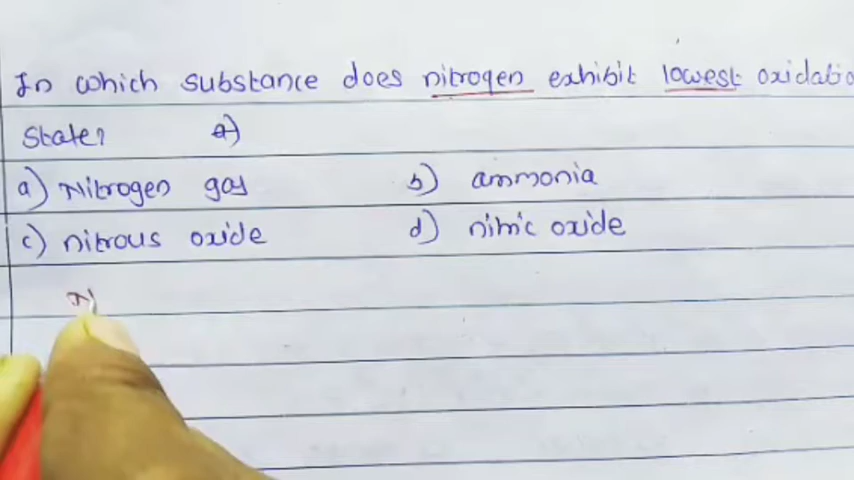 In which substance does nitrogen exhibit lowest oxidatio
State? a)
a) Nitrogen gas b) ammonia
c) nitrous oxide d) nitric oxide
N